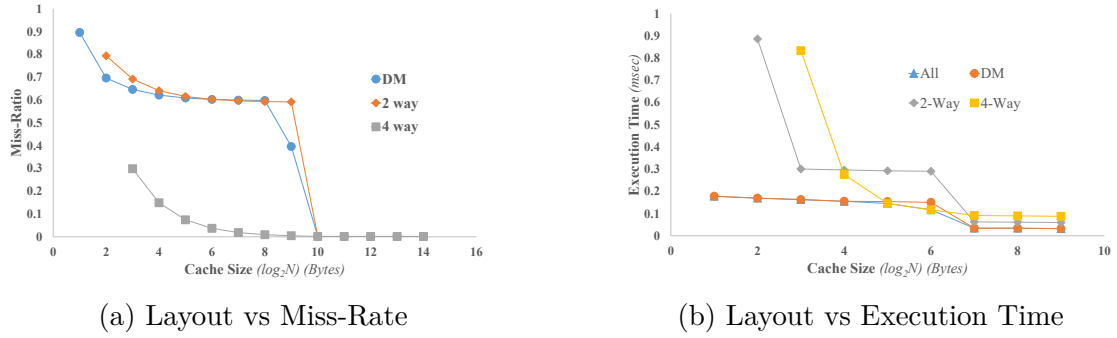 1
0.9
0.8
0.7
0.6
0.5
0.4
0.3
0.2
0.1
0
Miss-Ratio
DM
2 way
4 way
0 2 4 6 8 10 12 14 16
Cache Size (log₂N) (Bytes)
(a) Layout vs Miss-Rate
1
0.9
0.8
0.7
0.6
0.5
0.4
0.3
0.2
0.1
0
Execution Time (msec)
All DM
2-Way 4-Way
0 2 4 6 8 10
Cache Size (log₂N) (Bytes)
(b) Layout vs Execution Time